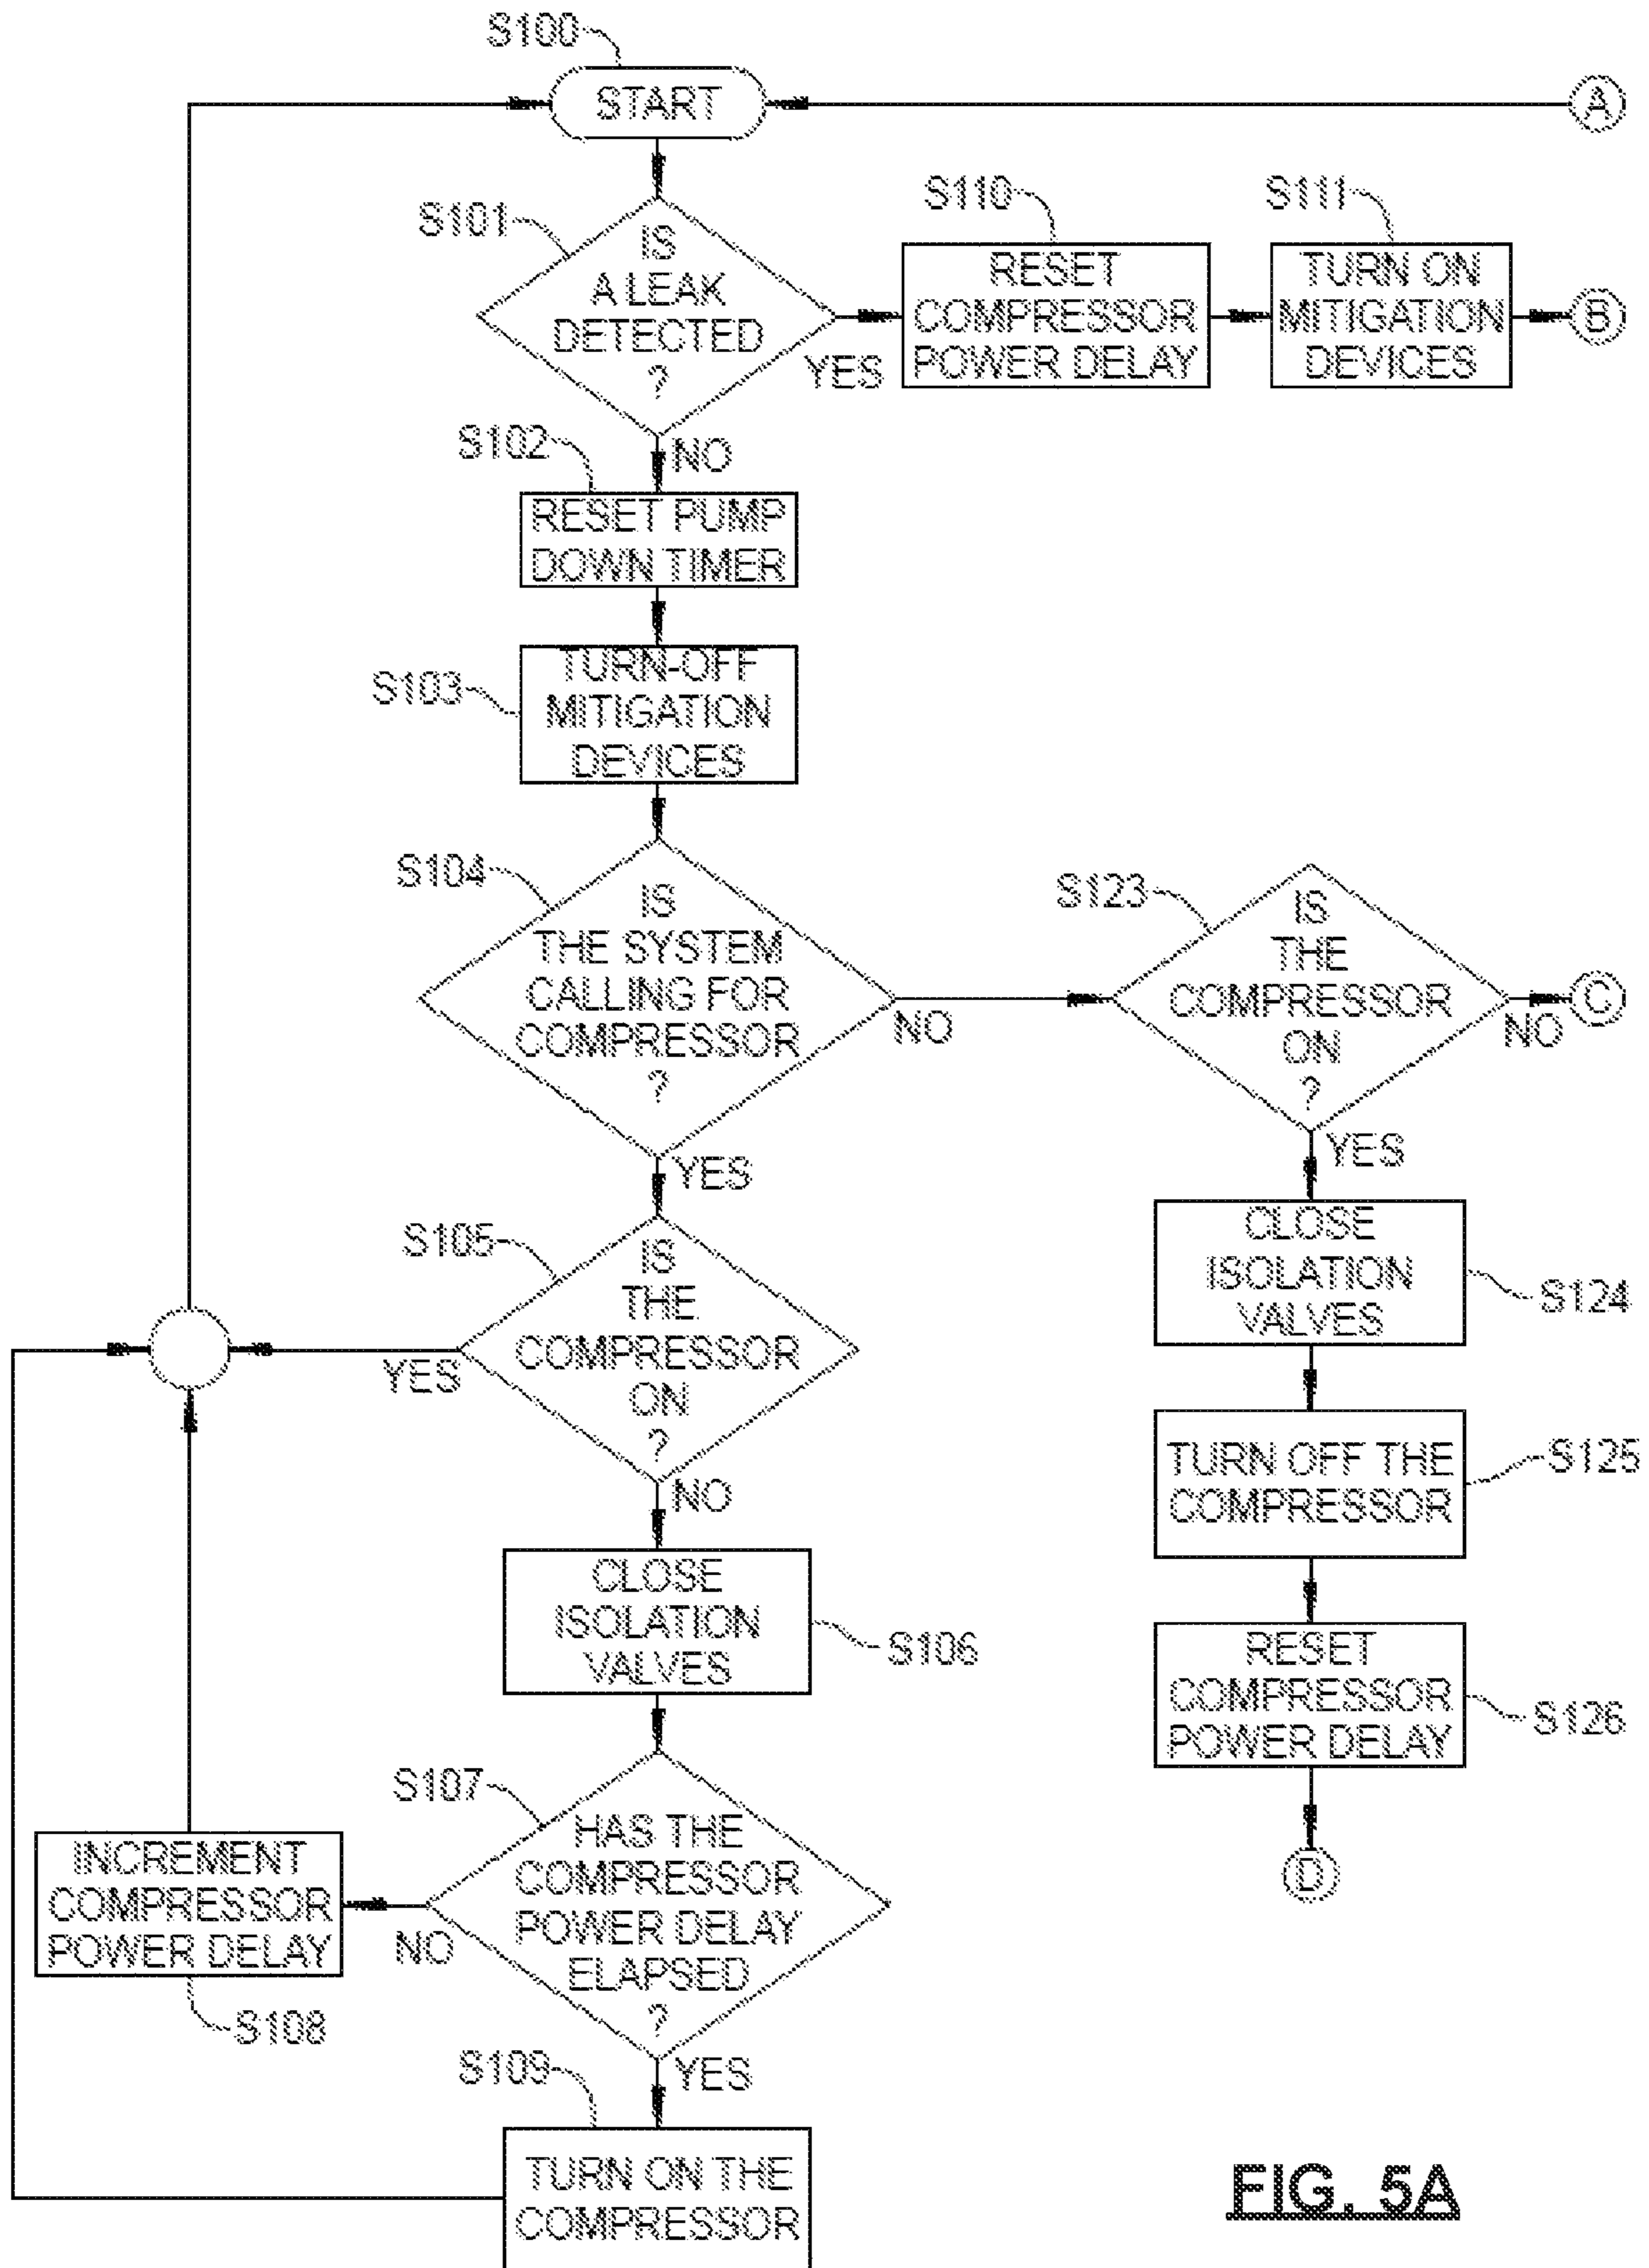 S100
START
A
S101
IS
A LEAK
DETECTED
?
YES
S110
RESET
COMPRESSOR
POWER DELAY
S111
TURN ON
MITIGATION
DEVICES
B
NO
S102
RESET PUMP
DOWN TIMER
S103
TURN-OFF
MITIGATION
DEVICES
S104
IS
THE SYSTEM
CALLING FOR
COMPRESSOR
?
NO
S123
IS
THE
COMPRESSOR
ON
?
NO
C
YES
YES
S105
IS
THE
COMPRESSOR
ON
?
YES
NO
CLOSE
ISOLATION
VALVES
S124
TURN OFF THE
COMPRESSOR
S125
CLOSE
ISOLATION
VALVES
S106
RESET
COMPRESSOR
POWER DELAY
S126
D
S107
HAS THE
COMPRESSOR
POWER DELAY
ELAPSED
?
NO
INCREMENT
COMPRESSOR
POWER DELAY
S108
YES
S109
TURN ON THE
COMPRESSOR
FIG. 5A